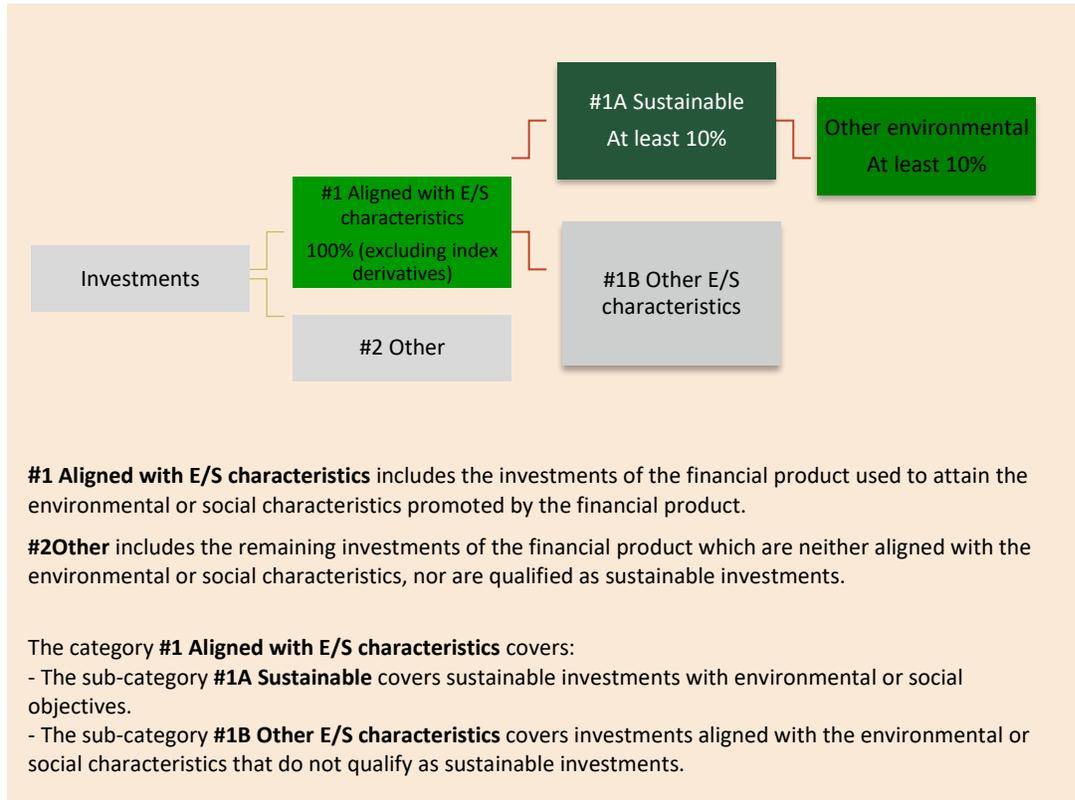 #1A Sustainable
At least 10%
Other environmental
At least 10%
#1 Aligned with E/S
characteristics
100% (excluding index
derivatives)
Investments
#1B Other E/S
characteristics
#2 Other
#1 Aligned with E/S characteristics includes the investments of the financial product used to attain the
environmental or social characteristics promoted by the financial product.
#2Other includes the remaining investments of the financial product which are neither aligned with the
environmental or social characteristics, nor are qualified as sustainable investments.
The category #1 Aligned with E/S characteristics covers:
- The sub-category #1A Sustainable covers sustainable investments with environmental or social
objectives.
- The sub-category #1B Other E/S characteristics covers investments aligned with the environmental or
social characteristics that do not qualify as sustainable investments.